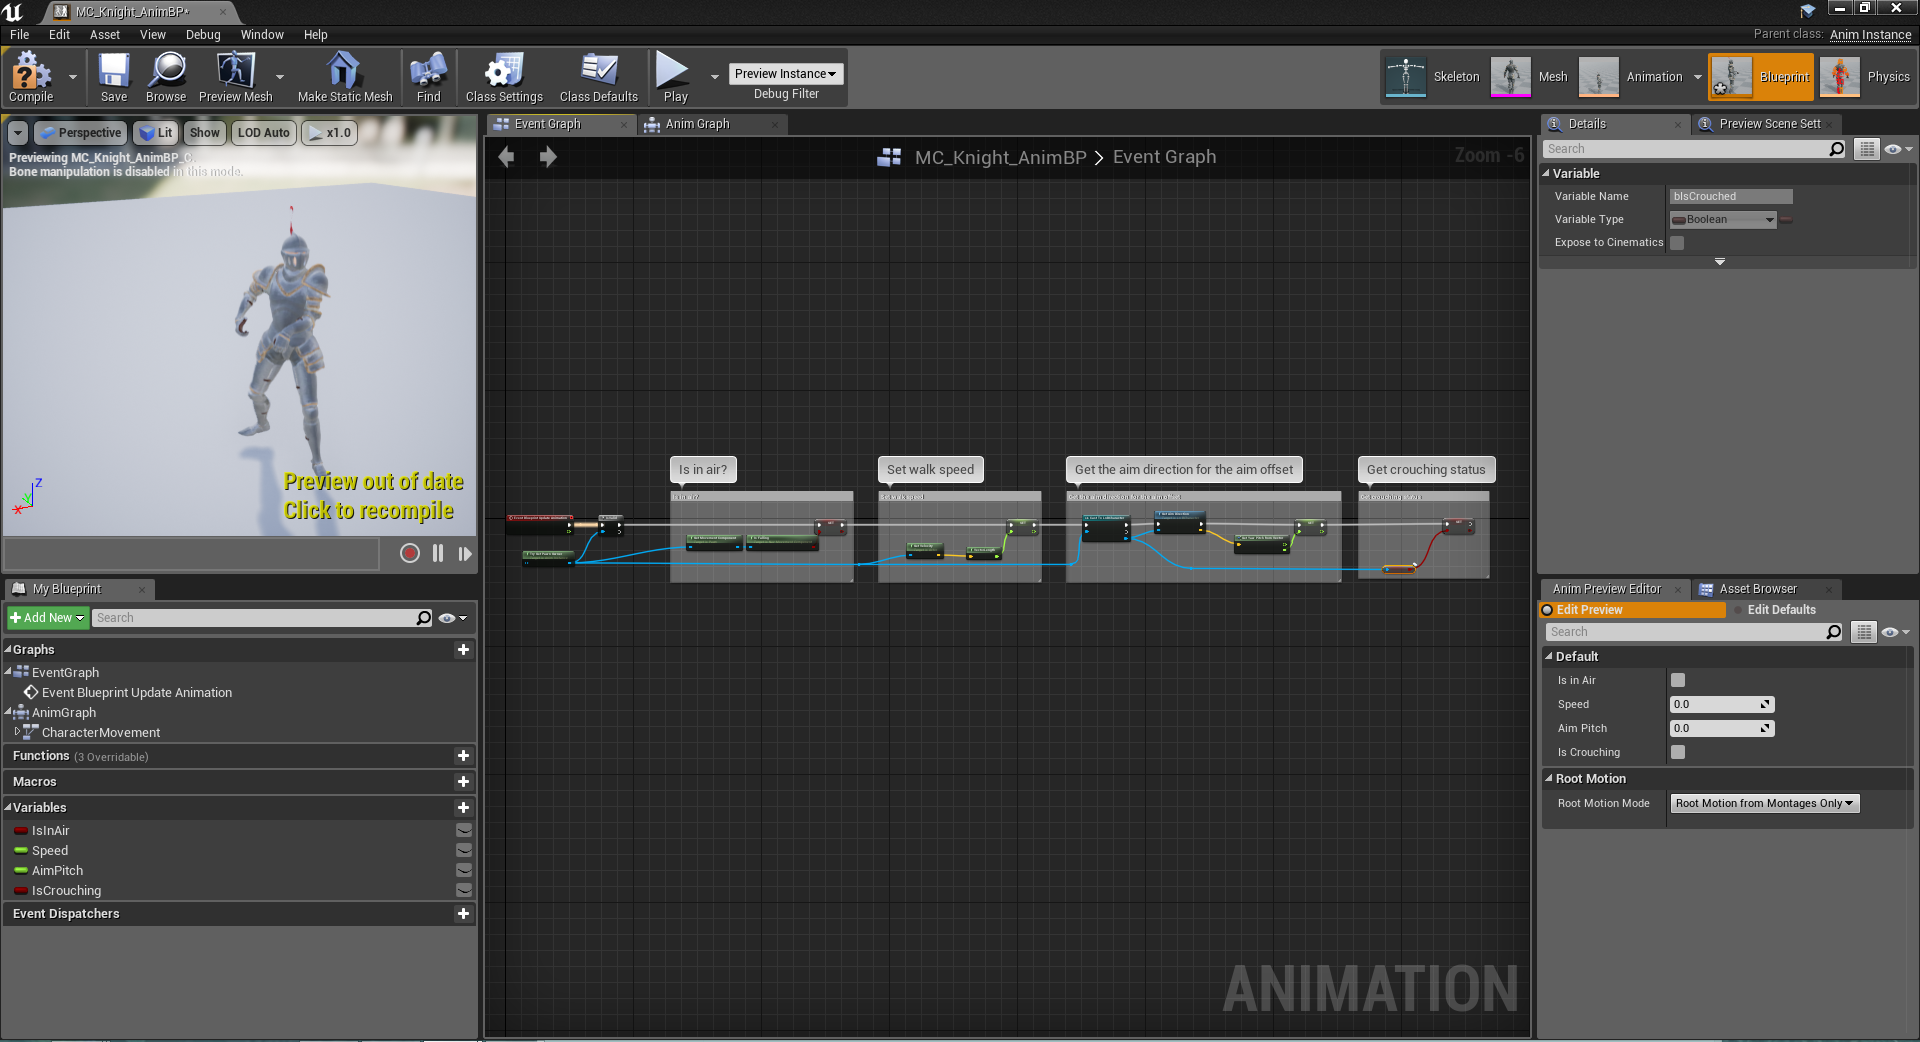 MC_Knight_AnimBP*
File Edit Asset View Debug Window Help
Parent class: Anim Instance
Compile
Save
Browse
Preview Mesh
Make Static Mesh
Find
Class Settings
Class Defaults
Play
Preview Instance
Debug Filter
Skeleton
Mesh
Animation
Blueprint
Physics
Perspective
Lit
Show
LOD Auto
x1.0
Previewing MC_Knight_AnimBP_C.
Bone manipulation is disabled in this mode.
Z
Y
X
Preview out of date
Click to recompile
My Blueprint
Add New
Search
Graphs
EventGraph
Event Blueprint Update Animation
AnimGraph
CharacterMovement
Functions (3 Overridable)
Macros
Variables
IsInAir
Speed
AimPitch
IsCrouching
Event Dispatchers
Event Graph
Anim Graph
MC_Knight_AnimBP > Event Graph
Zoom -6
Is in air?
Set walk speed
Get the aim direction for the aim offset
Get crouching status
ANIMATION
Details
Preview Scene Sett
Search
Variable
Variable Name bIsCrouched
Variable Type Boolean
Expose to Cinematics
Anim Preview Editor
Asset Browser
Edit Preview
Edit Defaults
Search
Default
Is in Air
Speed 0.0
Aim Pitch 0.0
Is Crouching
Root Motion
Root Motion Mode Root Motion from Montages Only